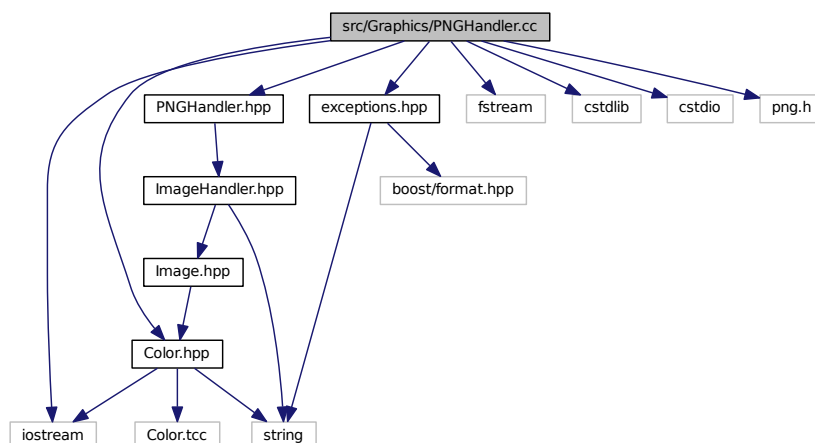 src/Graphics/PNGHandler.cc
PNGHandler.hpp
exceptions.hpp
fstream
cstdlib
cstdio
png.h
ImageHandler.hpp
boost/format.hpp
Image.hpp
Color.hpp
iostream
Color.tcc
string